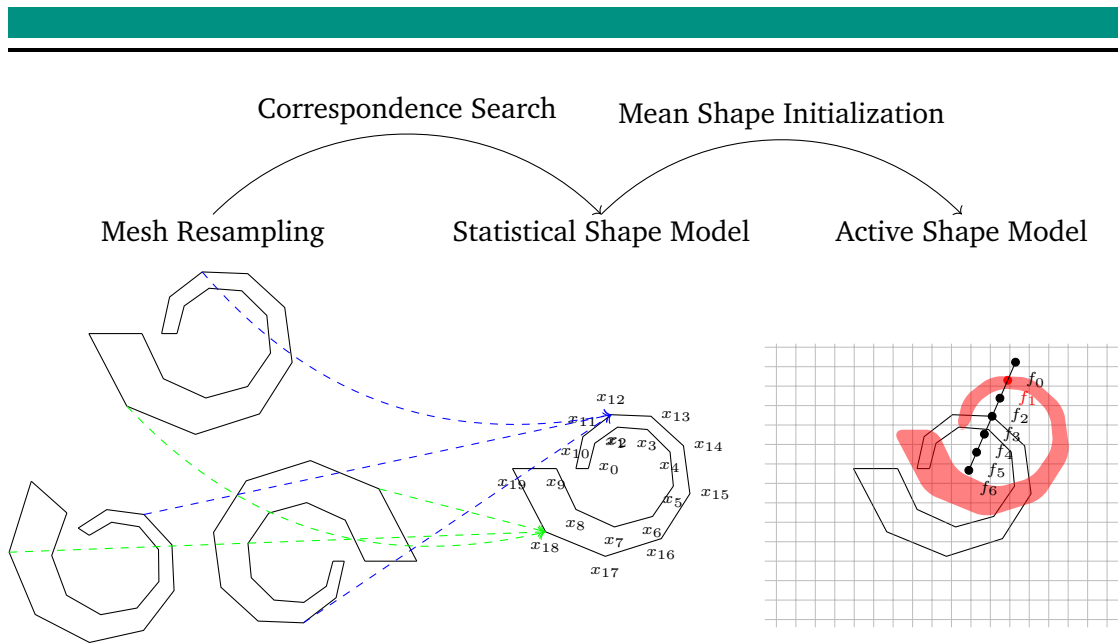 Correspondence Search
Mean Shape Initialization
Mesh Resampling
Statistical Shape Model
Active Shape Model
x₁₂
x₁₁
x₁₃
x₁₀
x₁
x₂
x₃
x₁₄
x₀
x₄
x₁₉
x₉
x₁₅
x₅
x₈
x₆
x₇
x₁₈
x₁₆
x₁₇
f₀
f₁
f₂
f₃
f₄
f₅
f₆